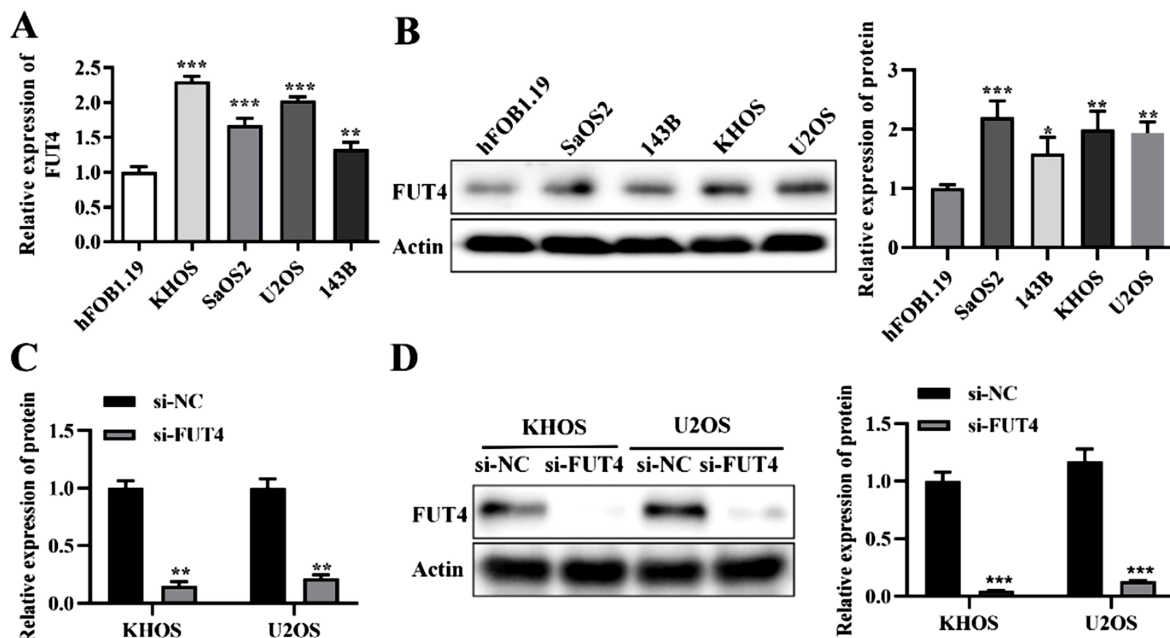 A
Relative expression of
FUT4
2.5
2.0
1.5
1.0
0.5
0.0
***
***
***
**
hFOB1.19
KHOS
SaOS2
U2OS
143B
B
hFOB1.19
SaOS2
143B
KHOS
U2OS
FUT4
Actin
Relative expression of protein
3
2
1
0
***
*
**
**
hFOB1.19
SaOS2
143B
KHOS
U2OS
C
si-NC
si-FUT4
Relative expression of protein
1.5
1.0
0.5
0.0
**
**
KHOS
U2OS
D
KHOS
U2OS
si-NC si-FUT4 si-NC si-FUT4
FUT4
Actin
si-NC
si-FUT4
Relative expression of protein
1.5
1.0
0.5
0.0
***
***
KHOS
U2OS